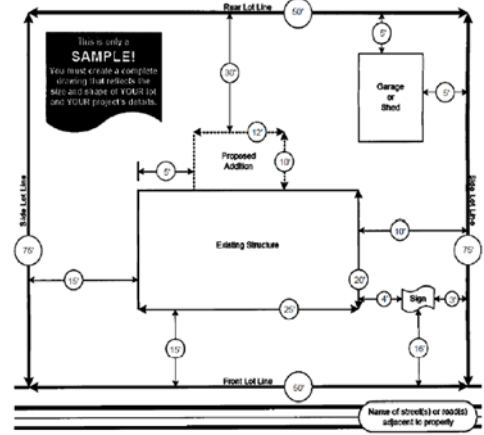 Rear Lot Line
50'
This is only a
SAMPLE!
You must create a complete
drawing that reflects the
size and shape of YOUR lot
and YOUR project's details.
5'
30'
Garage
or
Shed
5'
12'
Proposed
Addition
10'
5'
Side Lot Line
Side Lot Line
75'
75'
Existing Structure
10'
15'
20'
25'
4'
Sign
3'
15'
16'
Front Lot Line
50'
Name of street(s) or road(s)
adjacent to property